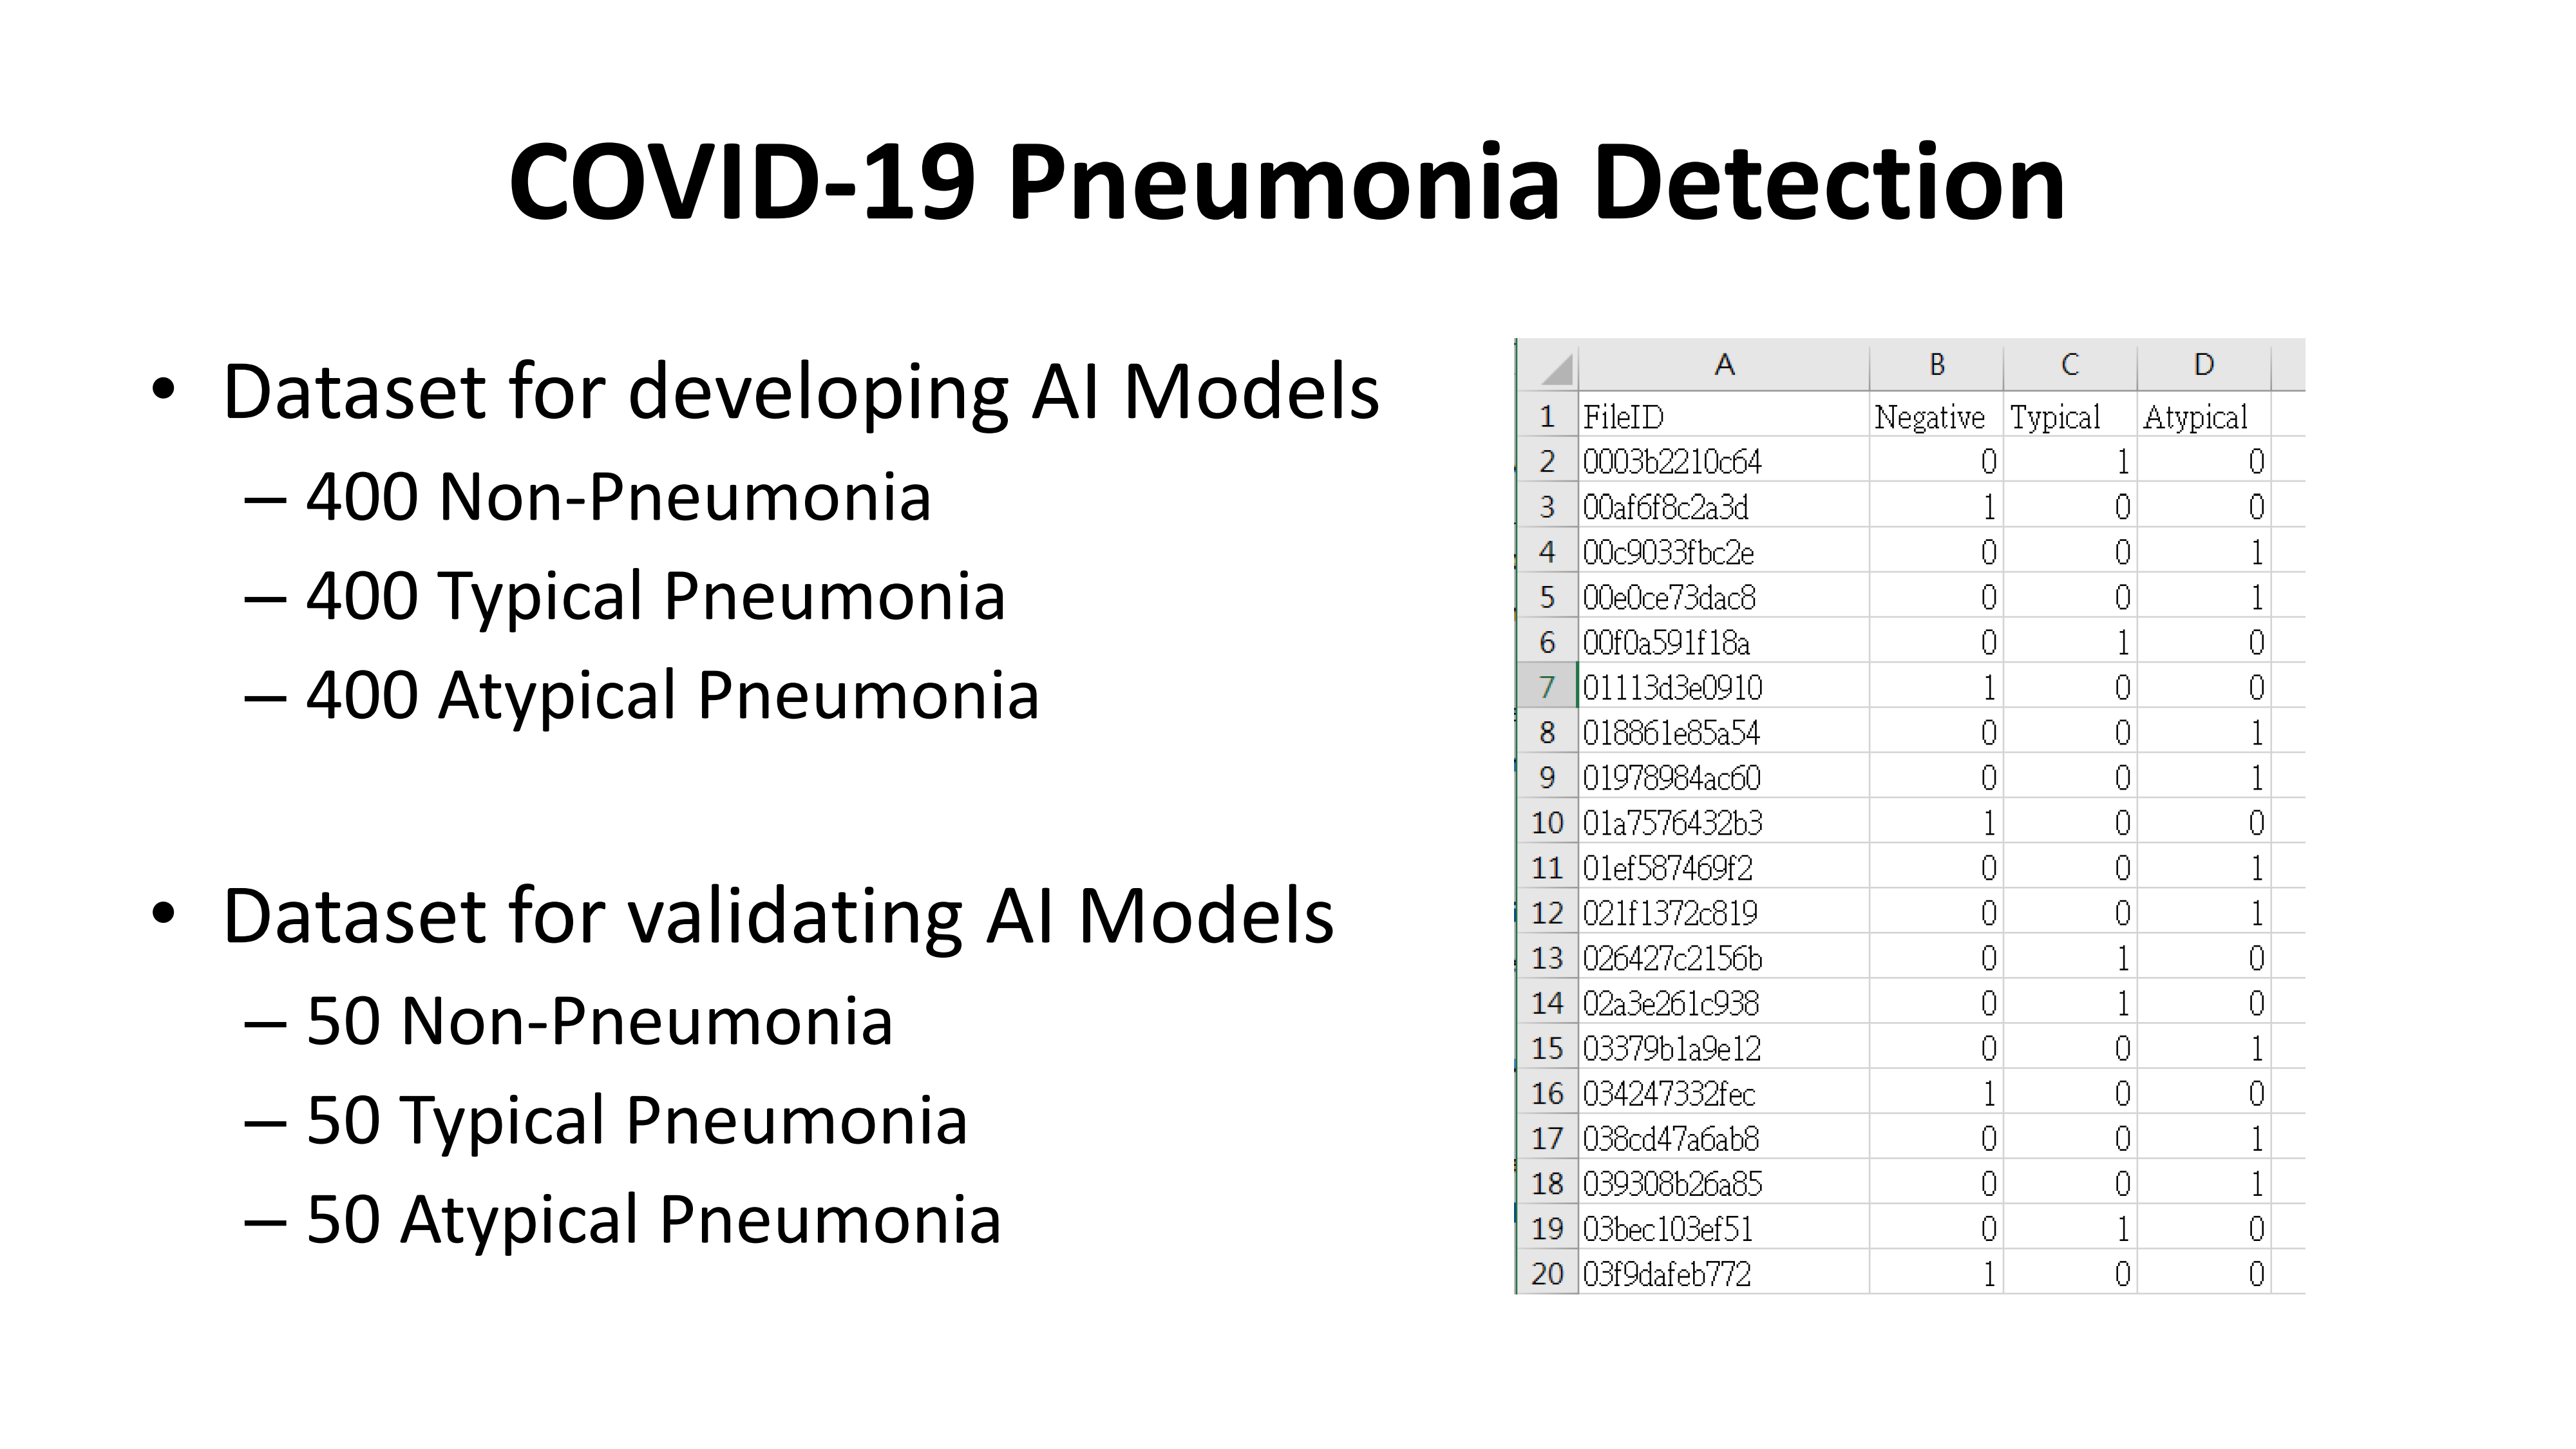 COVID-19 Pneumonia Detection
• Dataset for developing AI Models
– 400 Non-Pneumonia
– 400 Typical Pneumonia
– 400 Atypical Pneumonia
• Dataset for validating AI Models
– 50 Non-Pneumonia
– 50 Typical Pneumonia
– 50 Atypical Pneumonia
A B C D
1 FileID Negative Typical Atypical
2 0003b2210c64 0 1 0
3 00af6f8c2a3d 1 0 0
4 00c9033fbc2e 0 0 1
5 00e0ce73dac8 0 0 1
6 00f0a591f18a 0 1 0
7 01113d3e0910 1 0 0
8 018861e85a54 0 0 1
9 01978984ac60 0 0 1
10 01a7576432b3 1 0 0
11 01ef587469f2 0 0 1
12 021f1372c819 0 0 1
13 026427c2156b 0 1 0
14 02a3e261c938 0 1 0
15 03379b1a9e12 0 0 1
16 034247332fec 1 0 0
17 038cd47a6ab8 0 0 1
18 039308b26a85 0 0 1
19 03bec103ef51 0 1 0
20 03f9dafeb772 1 0 0